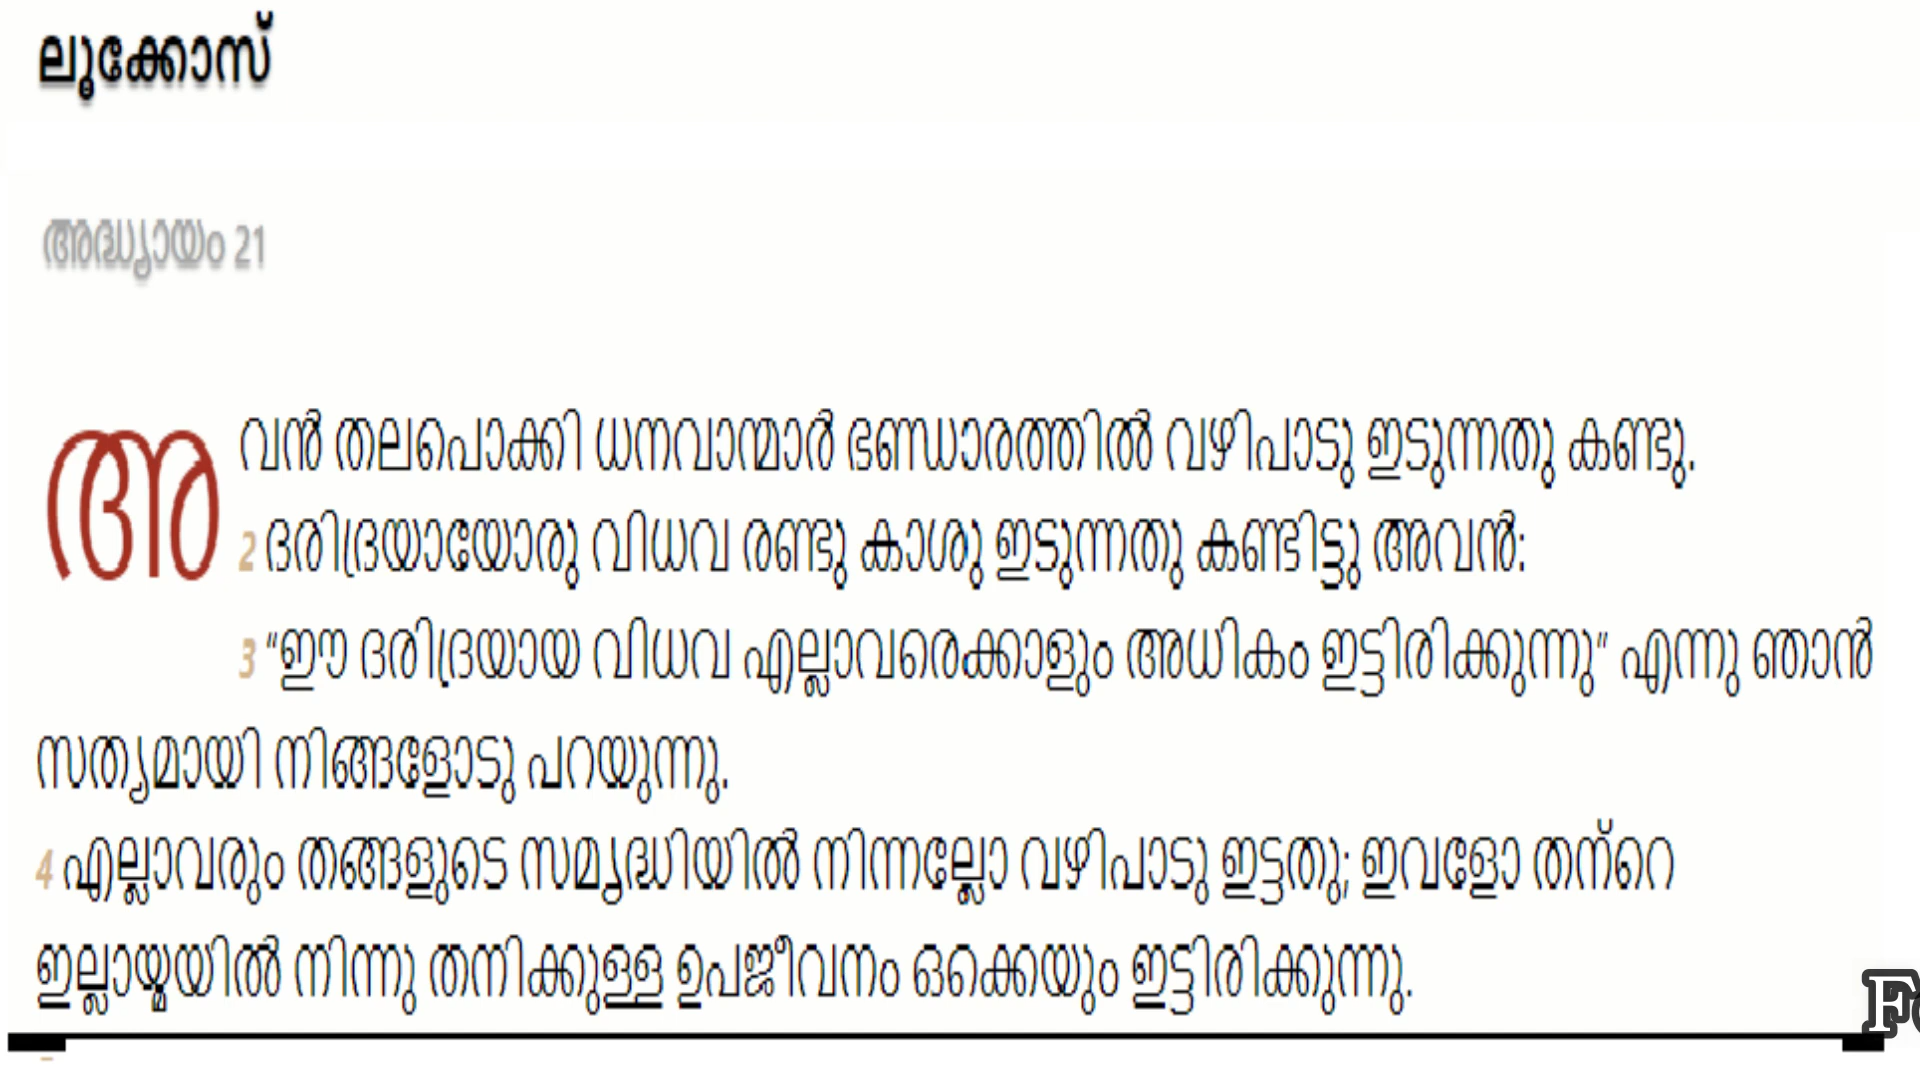 ലൂക്കോസ്
അദ്ധ്യായം 21
അവൻ തലപൊക്കി ധനവാന്മാർ ഭണ്ഡാരത്തിൽ വഴിപാടു ഇടുന്നതു കണ്ടു.
2 ദരിദ്രയായോരു വിധവ രണ്ടു കാശു ഇടുന്നതു കണ്ടിട്ടു അവൻ:
3 “ഈ ദരിദ്രയായ വിധവ എല്ലാവരെക്കാളും അധികം ഇട്ടിരിക്കുന്നു” എന്നു ഞാൻ
സത്യമായി നിങ്ങളോടു പറയുന്നു.
4 എല്ലാവരും തങ്ങളുടെ സമൃദ്ധിയിൽ നിന്നല്ലോ വഴിപാടു ഇട്ടതു; ഇവളോ തന്റെ
ഇല്ലായ്മയിൽ നിന്നു തനിക്കുള്ള ഉപജീവനം ഒക്കെയും ഇട്ടിരിക്കുന്നു.